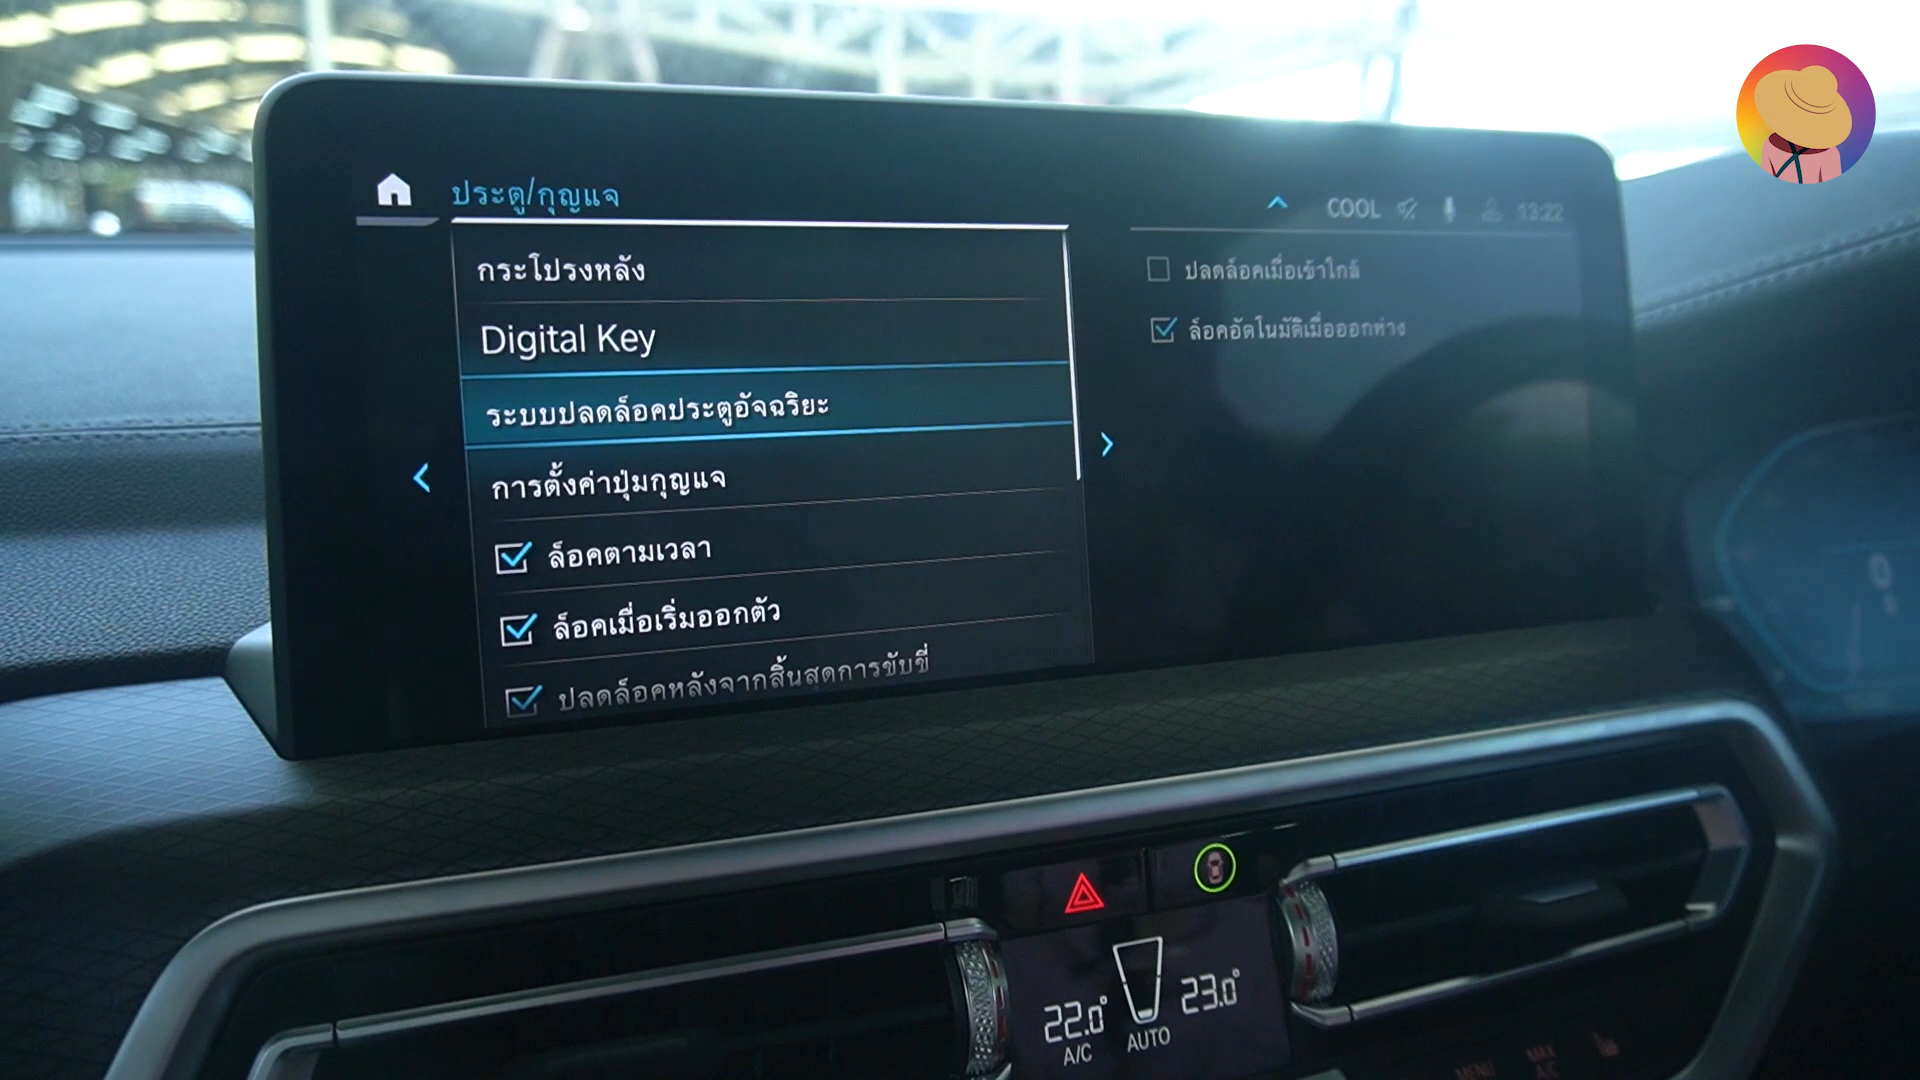 ประตู/กุญแจ
COOL 13:22
กระโปรงหลัง
Digital Key
ระบบปลดล็อคประตูอัจฉริยะ
การตั้งค่าปุ่มกุญแจ
ล็อคตามเวลา
ล็อคเมื่อเริ่มออกตัว
ปลดล็อคหลังจากสิ้นสุดการขับขี่
ปลดล็อคเมื่อเข้าใกล้
ล็อคอัตโนมัติเมื่อออกห่าง
0
22.0°
A/C
AUTO
23.0°
MENU
MAX
A/C